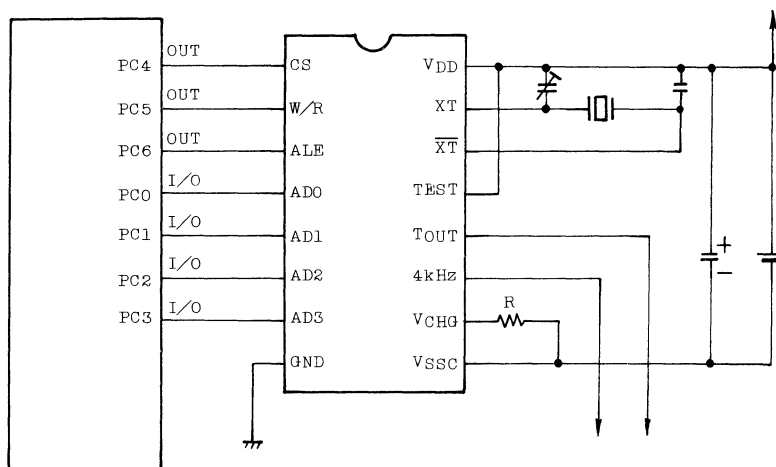 PC4 OUT CS VDD
PC5 OUT W/R XT
PC6 OUT ALE XT
PC0 I/O AD0 TEST
PC1 I/O AD1 TOUT
PC2 I/O AD2 4kHz
PC3 I/O AD3 VCHG R
GND VSSC
+
−